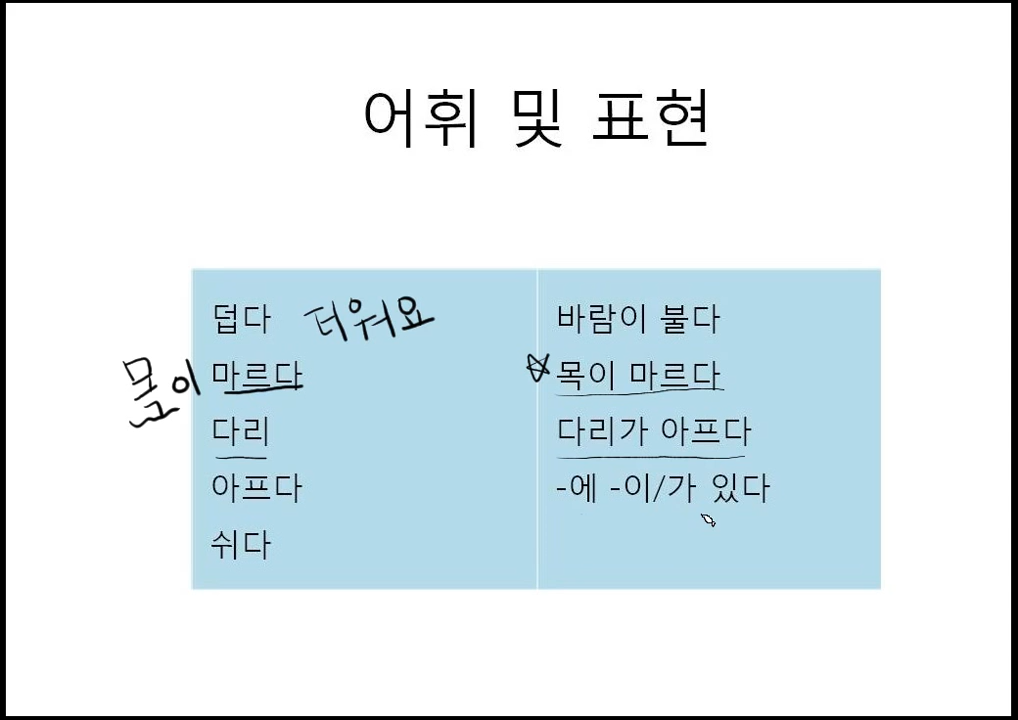 어휘 및 표현
덥다 더워요
목이 마르다
다리
아프다
쉬다
바람이 불다
☆목이 마르다
다리가 아프다
-에 -이/가 있다